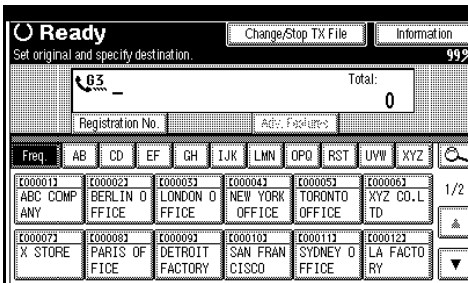 Ready
Change/Stop TX File
Information
Set original and specify destination.
99%
G3
Total:
0
Registration No.
Adv. Features
Freq.
AB
CD
EF
GH
IJK
LMN
OPQ
RST
UVW
XYZ
[00001]
ABC COMP
ANY
[00002]
BERLIN O
FFICE
[00003]
LONDON O
FFICE
[00004]
NEW YORK
OFFICE
[00005]
TORONTO
OFFICE
[00006]
XYZ CO.L
TD
1/2
[00007]
X STORE
[00008]
PARIS OF
FICE
[00009]
DETROIT
FACTORY
[00010]
SAN FRAN
CISCO
[00011]
SYDNEY O
FFICE
[00012]
LA FACTO
RY